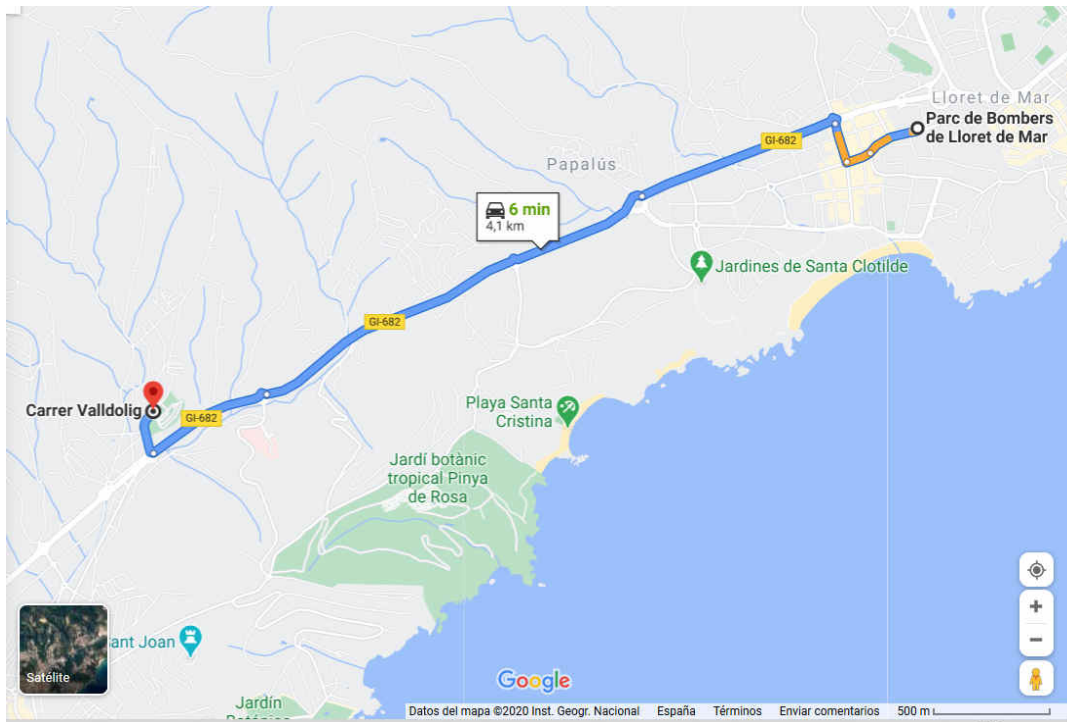 Lloret de Mar
Parc de Bombers
de Lloret de Mar
GI-682
Papalús
6 min
4,1 km
Jardines de Santa Clotilde
GI-682
Carrer Valldolig
GI-682
Playa Santa
Cristina
Jardí botànic
tropical Pinya
de Rosa
ant Joan
Satélite
Google
Jardín
Datos del mapa ©2020 Inst. Geogr. Nacional España Términos Enviar comentarios 500 m